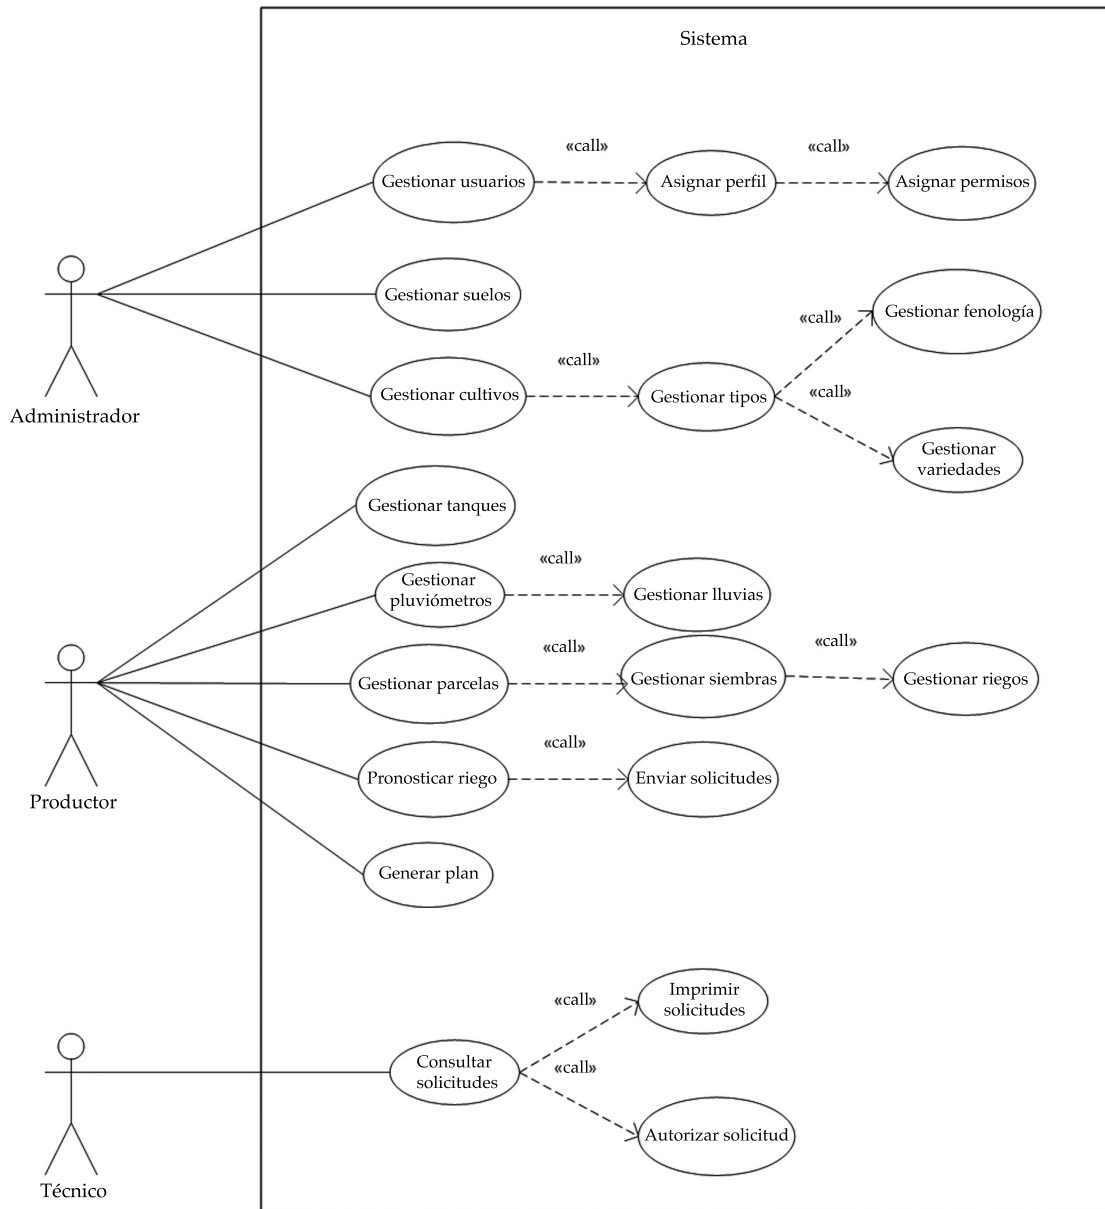 Sistema
«call»
«call»
Gestionar usuarios
Asignar perfil
Asignar permisos
Gestionar suelos
Gestionar fenología
«call»
«call»
Gestionar cultivos
Gestionar tipos
«call»
Administrador
Gestionar
variedades
Gestionar tanques
«call»
Gestionar
pluviómetros
Gestionar lluvias
«call»
«call»
Gestionar parcelas
Gestionar siembras
Gestionar riegos
«call»
Pronosticar riego
Enviar solicitudes
Productor
Generar plan
Imprimir
solicitudes
«call»
«call»
Consultar
solicitudes
Autorizar solicitud
Técnico